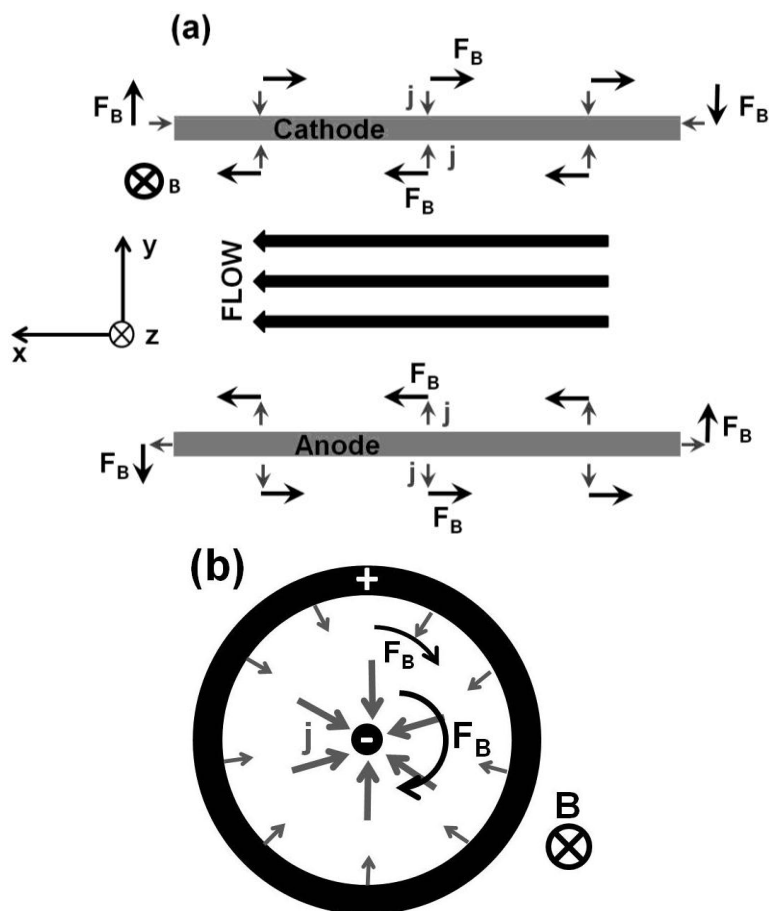 (a)
F_B
F_B j F_B
Cathode
j
B F_B
y
FLOW
z
x
F_B
j F_B
Anode
F_B j
F_B
(b)
+
F_B
j - F_B
B